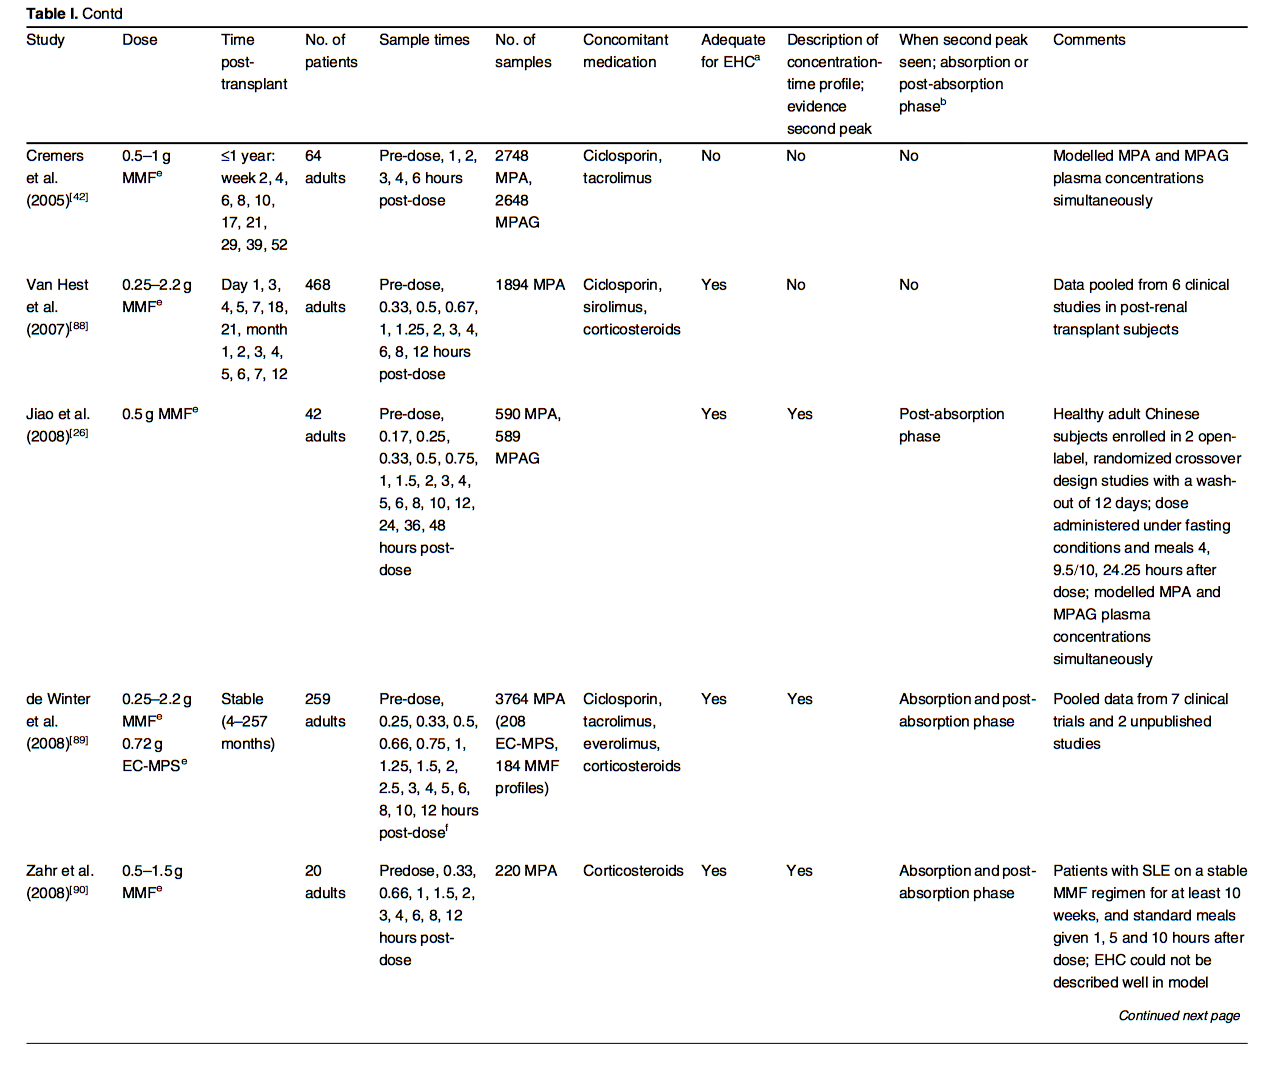 Table I. Contd
Study
Dose
Time
post-
transplant
No. of
patients
Sample times
No. of
samples
Concomitant
medication
Adequate
for EHCa
Description of
concentration-
time profile;
evidence
second peak
When second peak
seen; absorption or
post-absorption
phaseb
Comments
Cremers
et al.
(2005)[42]
0.5–1 g
MMFe
≤1 year:
week 2, 4,
6, 8, 10,
17, 21,
29, 39, 52
64
adults
Pre-dose, 1, 2,
3, 4, 6 hours
post-dose
2748
MPA,
2648
MPAG
Ciclosporin,
tacrolimus
No
No
No
Modelled MPA and MPAG
plasma concentrations
simultaneously
Van Hest
et al.
(2007)[88]
0.25–2.2 g
MMFe
Day 1, 3,
4, 5, 7, 18,
21, month
1, 2, 3, 4,
5, 6, 7, 12
468
adults
Pre-dose,
0.33, 0.5, 0.67,
1, 1.25, 2, 3, 4,
6, 8, 12 hours
post-dose
1894 MPA
Ciclosporin,
sirolimus,
corticosteroids
Yes
No
No
Data pooled from 6 clinical
studies in post-renal
transplant subjects
Jiao et al.
(2008)[26]
0.5 g MMFe
42
adults
Pre-dose,
0.17, 0.25,
0.33, 0.5, 0.75,
1, 1.5, 2, 3, 4,
5, 6, 8, 10, 12,
24, 36, 48
hours post-
dose
590 MPA,
589
MPAG
Yes
Yes
Post-absorption
phase
Healthy adult Chinese
subjects enrolled in 2 open-
label, randomized crossover
design studies with a wash-
out of 12 days; dose
administered under fasting
conditions and meals 4,
9.5/10, 24.25 hours after
dose; modelled MPA and
MPAG plasma
concentrations
simultaneously
de Winter
et al.
(2008)[89]
0.25–2.2 g
MMFe
0.72 g
EC-MPSe
Stable
(4–257
months)
259
adults
Pre-dose,
0.25, 0.33, 0.5,
0.66, 0.75, 1,
1.25, 1.5, 2,
2.5, 3, 4, 5, 6,
8, 10, 12 hours
post-dosef
3764 MPA
(208
EC-MPS,
184 MMF
profiles)
Ciclosporin,
tacrolimus,
everolimus,
corticosteroids
Yes
Yes
Absorption and post-
absorption phase
Pooled data from 7 clinical
trials and 2 unpublished
studies
Zahr et al.
(2008)[90]
0.5–1.5 g
MMFe
20
adults
Predose, 0.33,
0.66, 1, 1.5, 2,
3, 4, 6, 8, 12
hours post-
dose
220 MPA
Corticosteroids
Yes
Yes
Absorption and post-
absorption phase
Patients with SLE on a stable
MMF regimen for at least 10
weeks, and standard meals
given 1, 5 and 10 hours after
dose; EHC could not be
described well in model
Continued next page